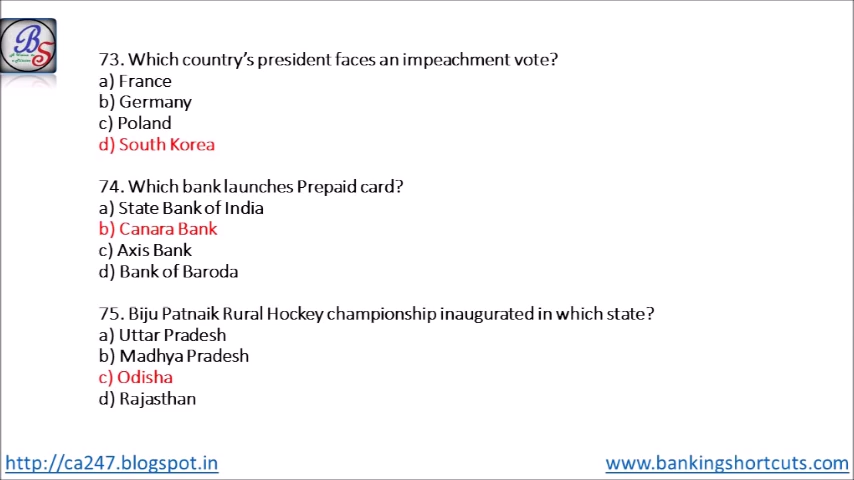 BS
73. Which country's president faces an impeachment vote?
a) France
b) Germany
c) Poland
d) South Korea
74. Which bank launches Prepaid card?
a) State Bank of India
b) Canara Bank
c) Axis Bank
d) Bank of Baroda
75. Biju Patnaik Rural Hockey championship inaugurated in which state?
a) Uttar Pradesh
b) Madhya Pradesh
c) Odisha
d) Rajasthan
http://ca247.blogspot.in
www.bankingshortcuts.com